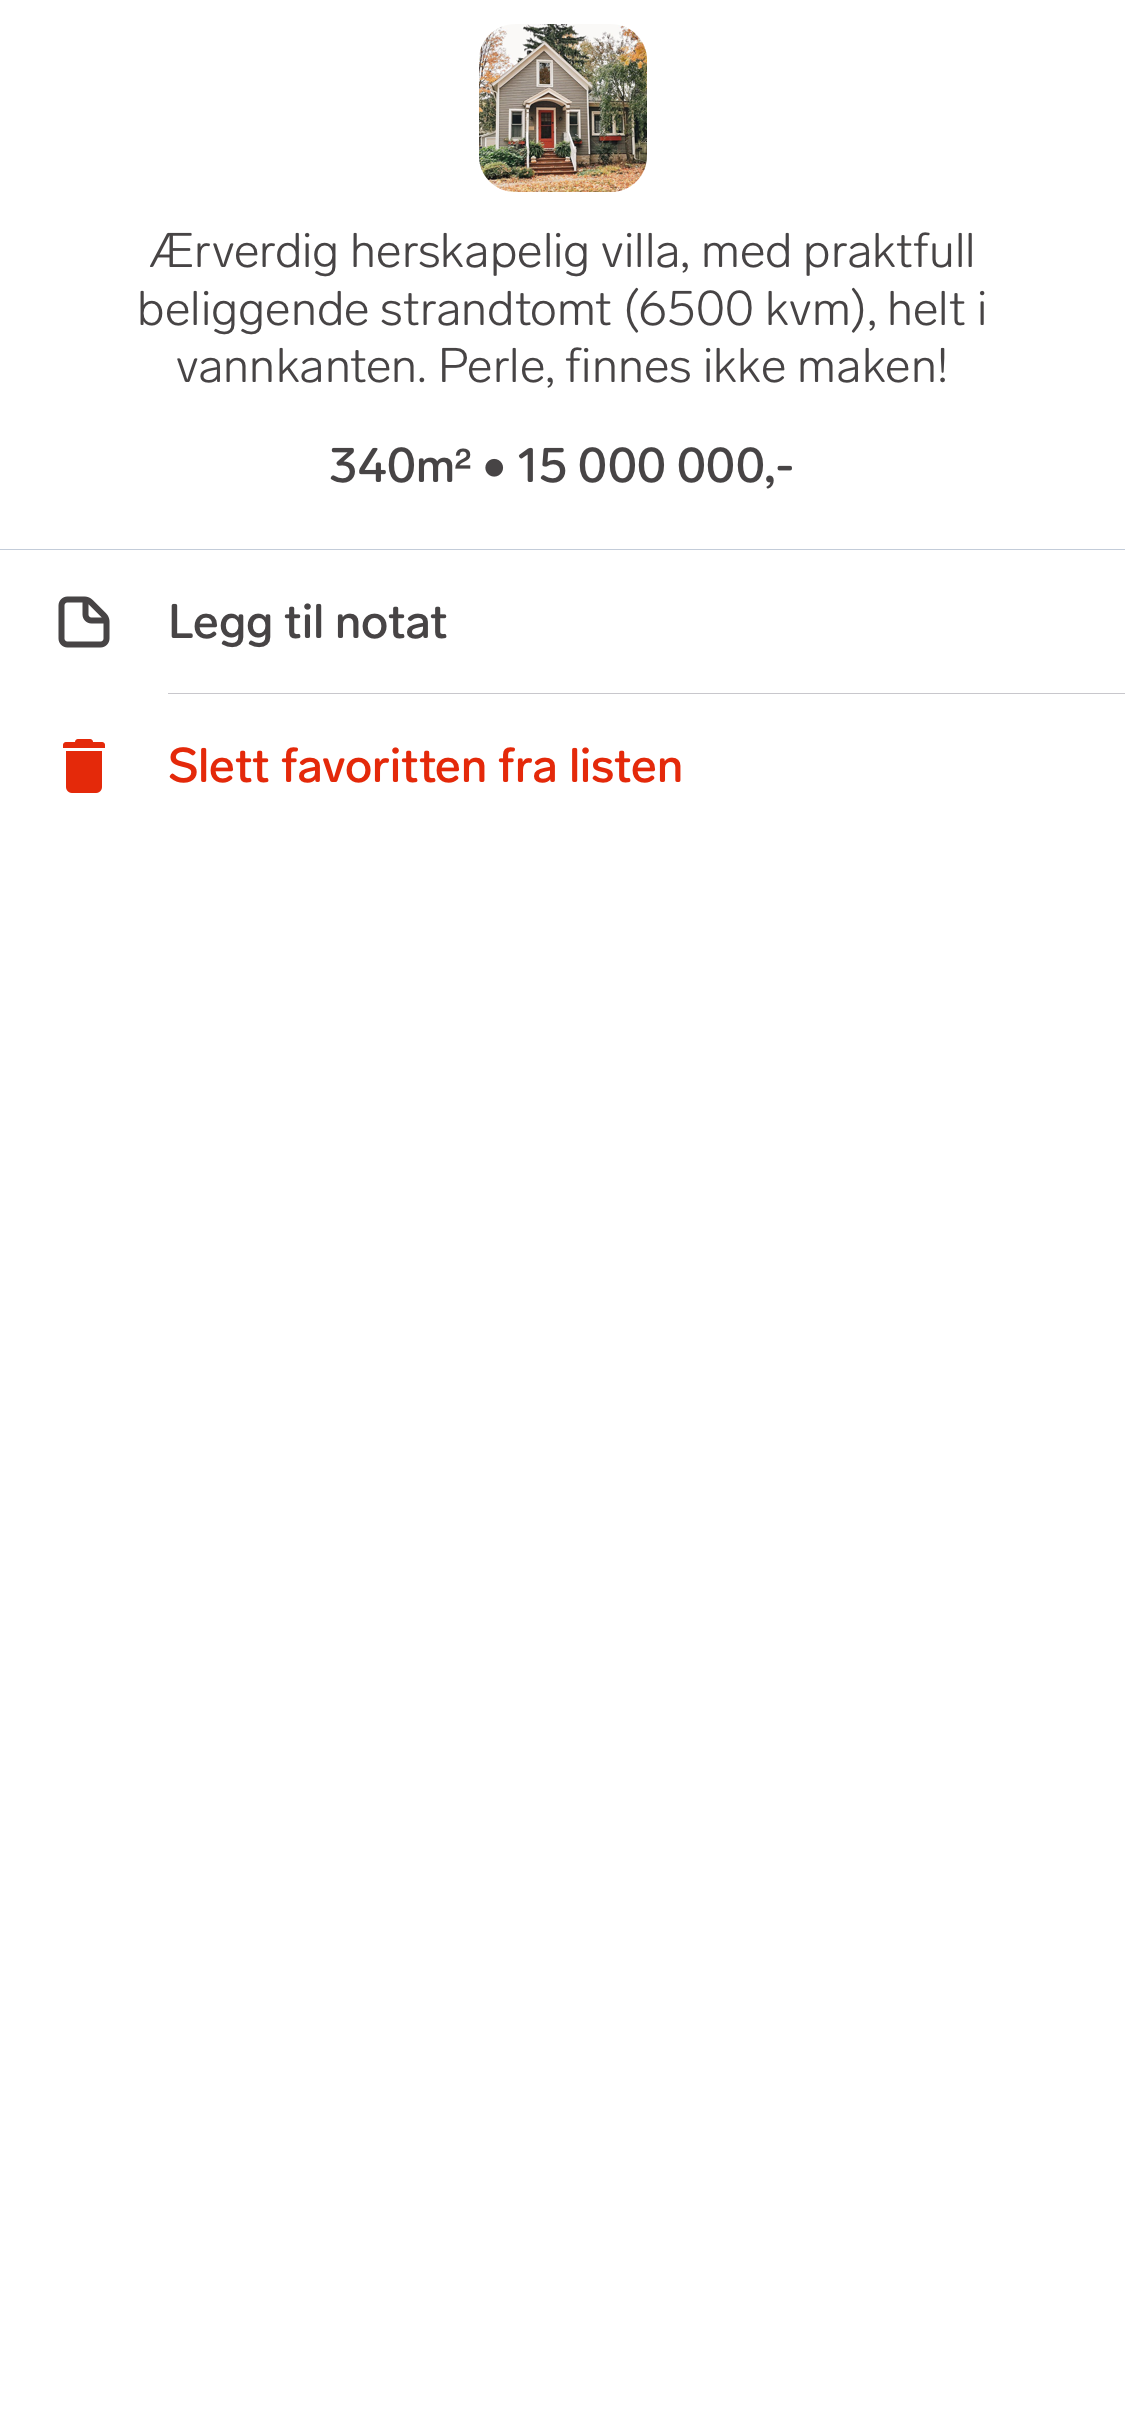 Ærverdig herskapelig villa, med praktfull
beliggende strandtomt (6500 kvm), helt i
vannkanten. Perle, finnes ikke maken!
340m² • 15 000 000,-
Legg til notat
Slett favoritten fra listen